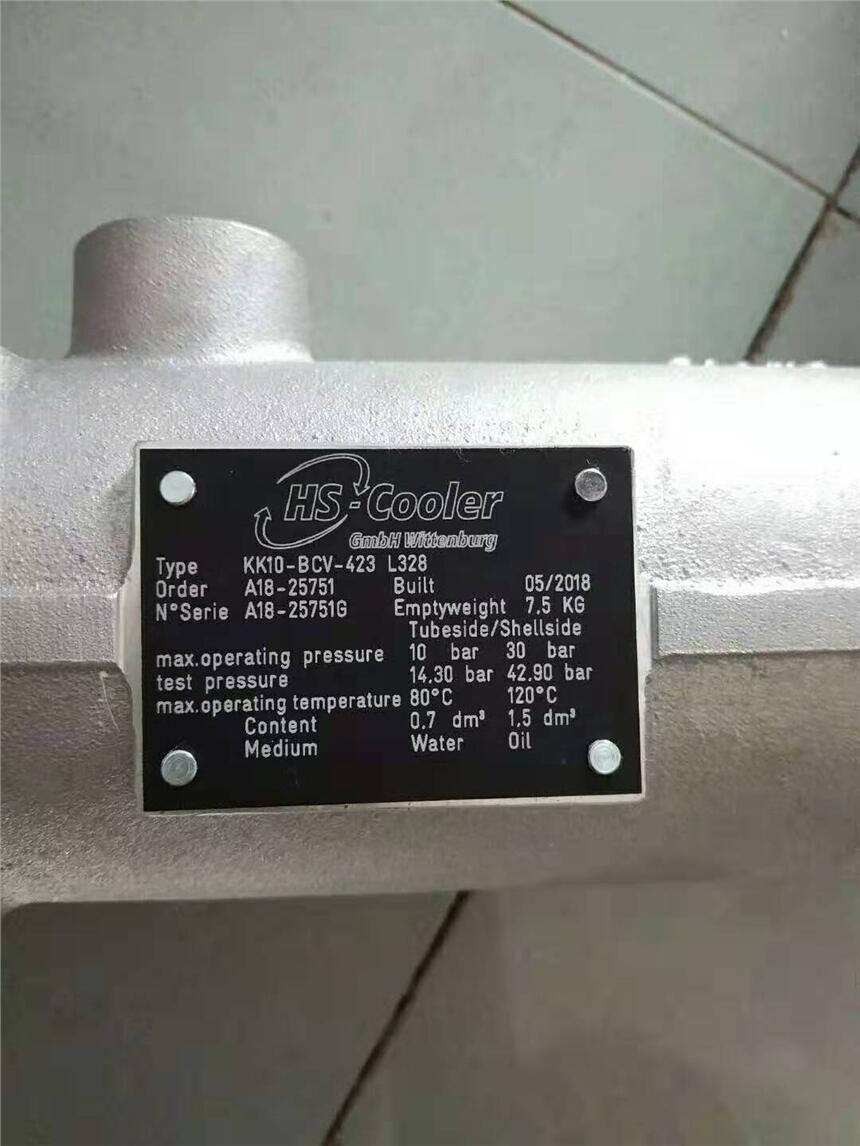 HS-Cooler
GmbH Wittenburg
Type KK10-BCV-423 L328
Order A18-25751 Built 05/2018
N°Serie A18-25751G Emptyweight 7.5 KG
Tubeside/Shellside
max.operating pressure 10 bar 30 bar
test pressure 14.30 bar 42.90 bar
max.operating temperature 80°C 120°C
Content 0,7 dm³ 1,5 dm³
Medium Water Oil